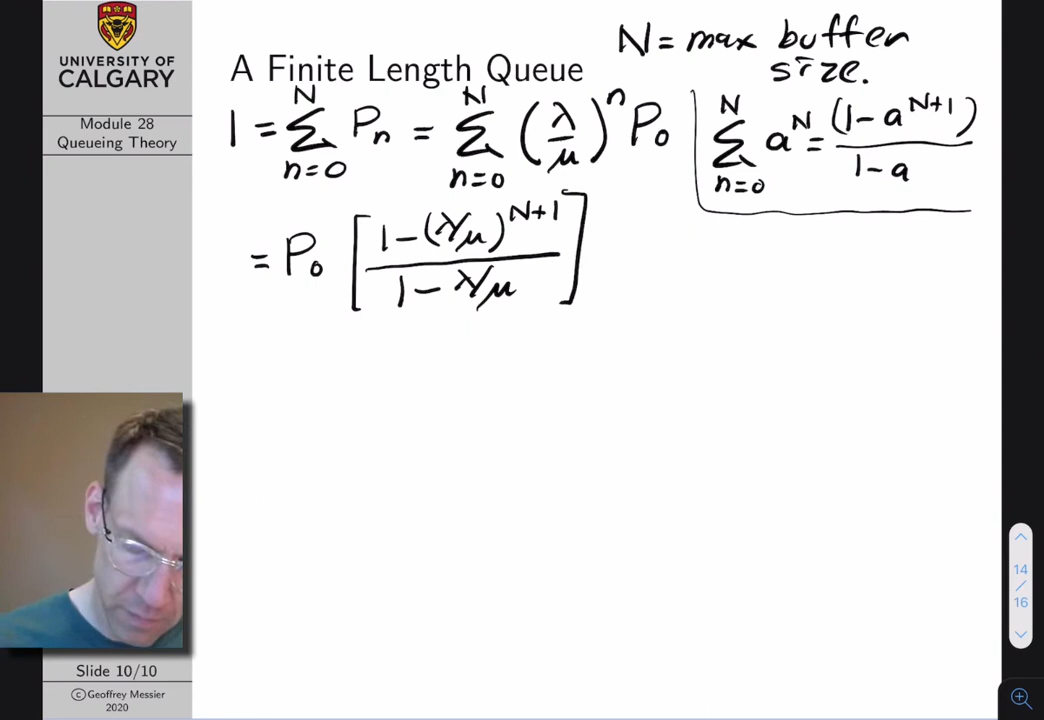 UNIVERSITY OF
CALGARY
Module 28
Queueing Theory
A Finite Length Queue
N = max buffer
size.
1 = Σ_{n=0}^{N} P_n = Σ_{n=0}^{N} (λ/μ)^n P_0
Σ_{n=0}^{N} a^N = (1-a^{N+1}) / 1-a
= P_0 [ 1-(λ/μ)^{N+1} / 1-λ/μ ]
14
/
16
Slide 10/10
©Geoffrey Messier
2020